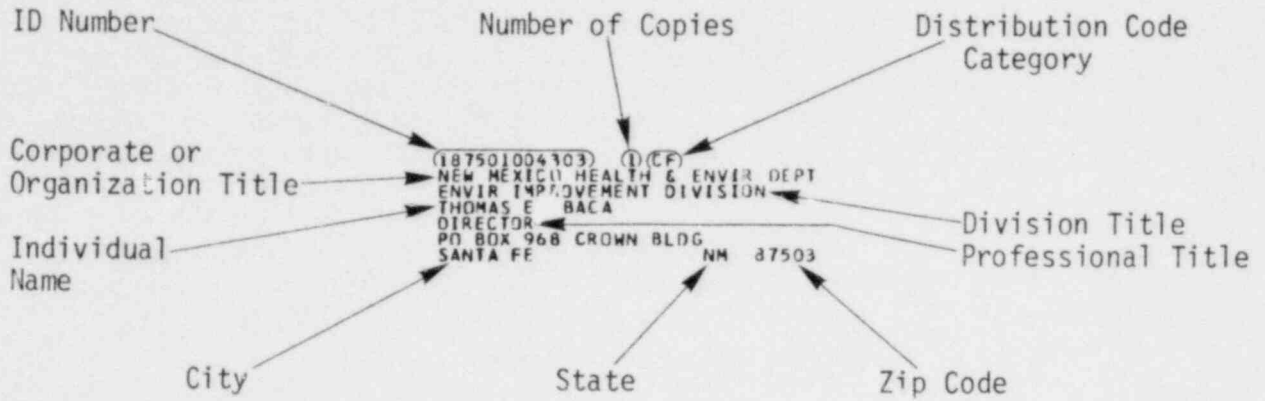 ID Number
Number of Copies
Distribution Code
Category
Corporate or
Organization Title
187501004303 1 CF
NEW MEXICO HEALTH & ENVIR DEPT
ENVIR IMPROVEMENT DIVISION
THOMAS E BACA
DIRECTOR
PO BOX 968 CROWN BLDG
SANTA FE NM 87503
Division Title
Professional Title
Individual
Name
City
State
Zip Code